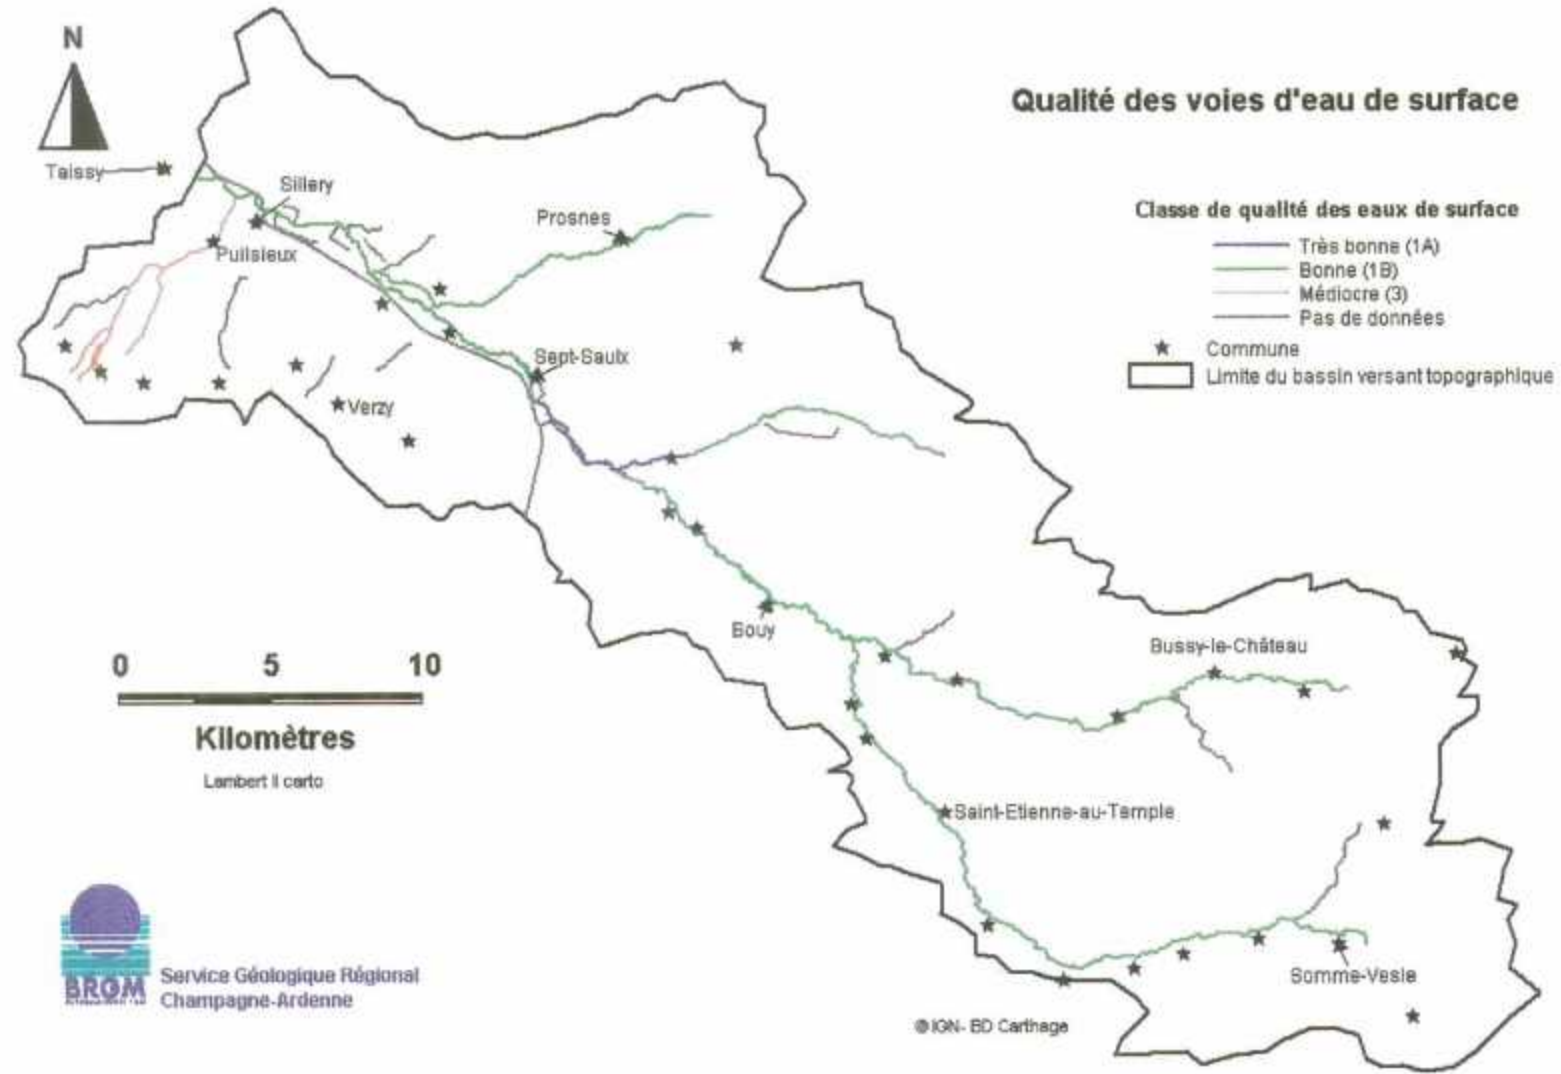 N
Qualité des voies d'eau de surface
Taissy
Sillery
Prosnes
Puilsieux
Classe de qualité des eaux de surface
Très bonne (1A)
Bonne (1B)
Médiocre (3)
Pas de données
Commune
Limite du bassin versant topographique
Sept-Saulx
Verzy
Bouy
Bussy-le-Château
0 5 10
Kilomètres
Lambert II carto
Saint-Etienne-au-Temple
Somme-Vesle
BRGM
Service Géologique Régional
Champagne-Ardenne
@IGN- BD Carthage